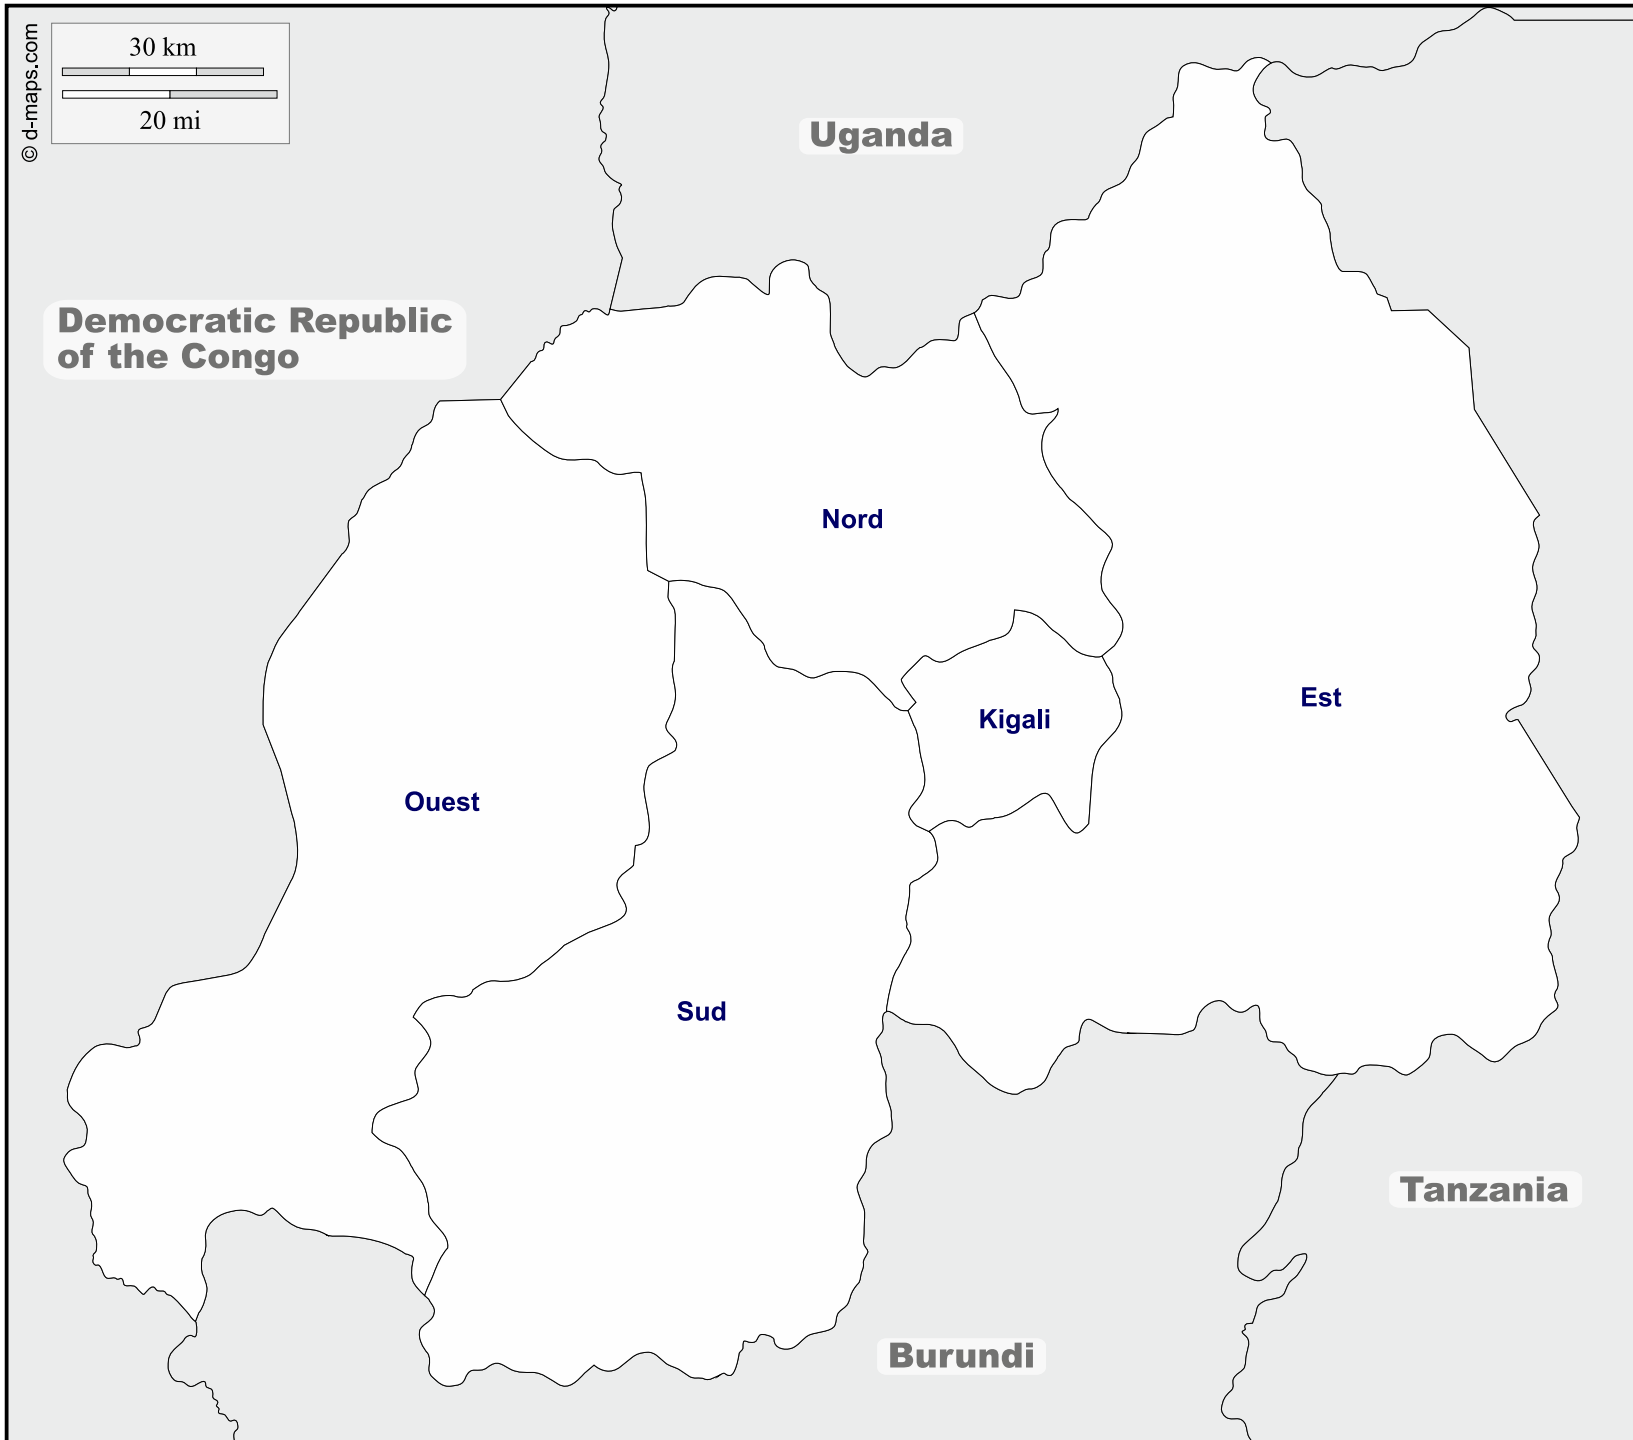 © d-maps.com
30 km
20 mi
Uganda
Democratic Republic
of the Congo
Nord
Est
Kigali
Ouest
Sud
Tanzania
Burundi